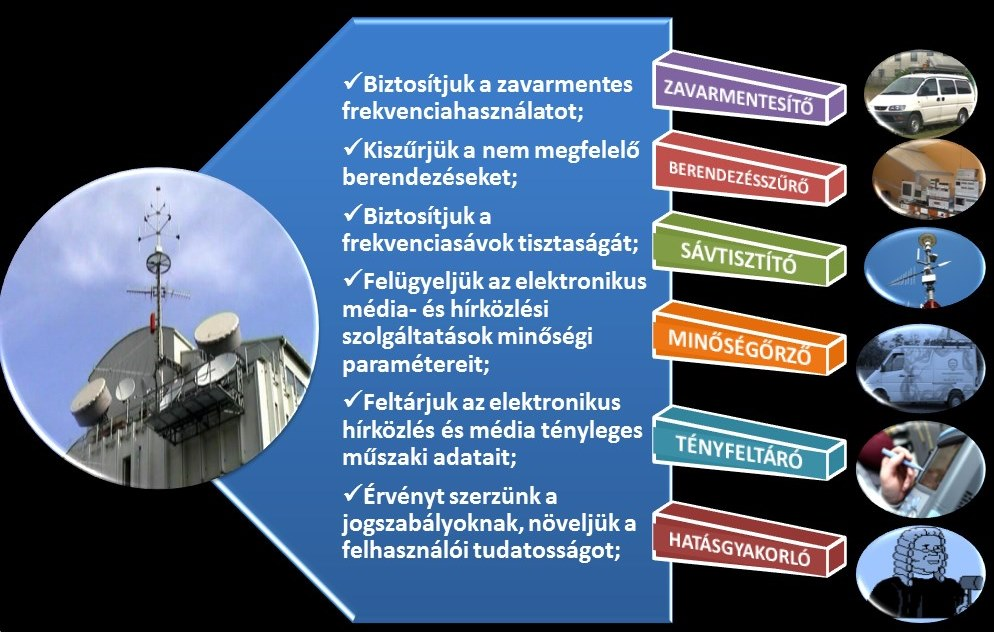 ✓Biztosítjuk a zavarmentes
frekvenciahasználatot;
✓Kiszűrjük a nem megfelelő
berendezéseket;
✓Biztosítjuk a
frekvenciasávok tisztaságát;
✓Felügyeljük az elektronikus
média- és hírközlési
szolgáltatások minőségi
paramétereit;
✓Feltárjuk az elektronikus
hírközlés és média tényleges
műszaki adatait;
✓Érvényt szerzünk a
jogszabályoknak, növeljük a
felhasználói tudatosságot;
ZAVARMENTESÍTŐ
BERENDEZÉSSZŰRŐ
SÁVTISZTÍTÓ
MINŐSÉGŐRZŐ
TÉNYFELTÁRÓ
HATÁSGYAKORLÓ